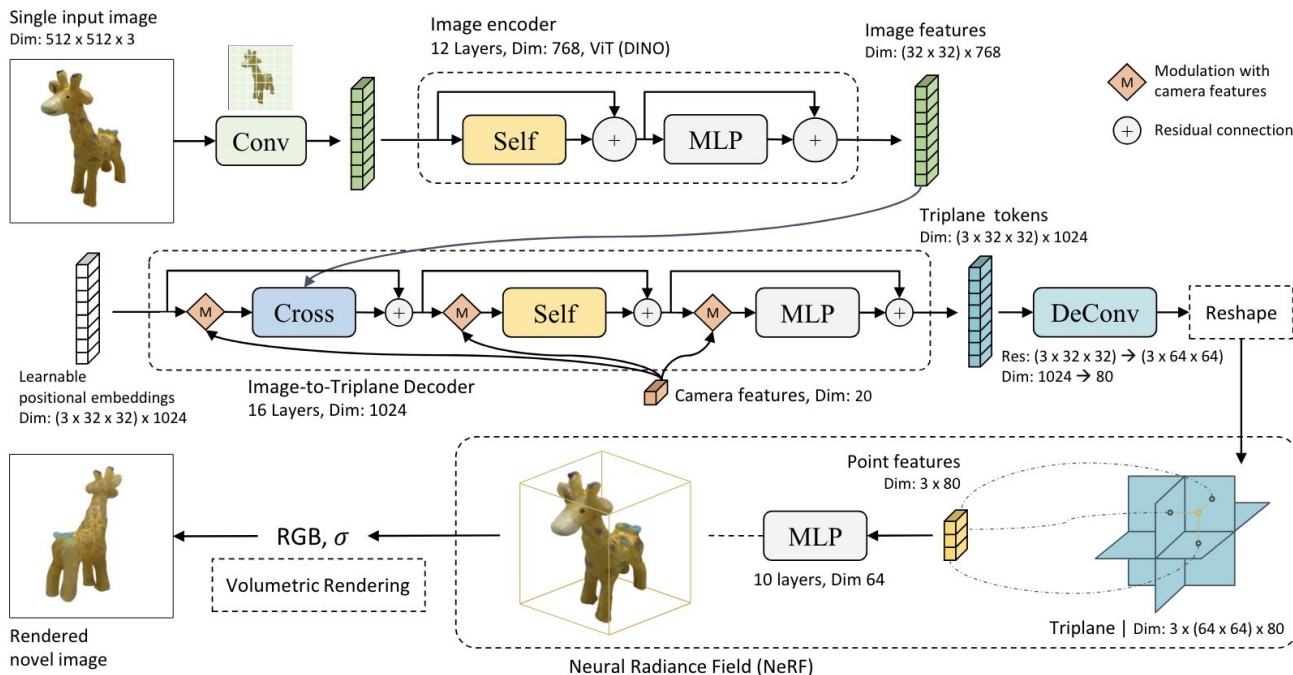 Single input image
Dim: 512 x 512 x 3
Conv
Image encoder
12 Layers, Dim: 768, ViT (DINO)
Self
+
MLP
+
Image features
Dim: (32 x 32) x 768
M
Modulation with
camera features
+
Residual connection
Learnable
positional embeddings
Dim: (3 x 32 x 32) x 1024
M
Cross
+
M
Self
+
M
MLP
+
Image-to-Triplane Decoder
16 Layers, Dim: 1024
Camera features, Dim: 20
Triplane tokens
Dim: (3 x 32 x 32) x 1024
DeConv
Res: (3 x 32 x 32) → (3 x 64 x 64)
Dim: 1024 → 80
Reshape
Point features
Dim: 3 x 80
MLP
10 layers, Dim 64
Triplane | Dim: 3 x (64 x 64) x 80
Neural Radiance Field (NeRF)
RGB, σ
Volumetric Rendering
Rendered
novel image